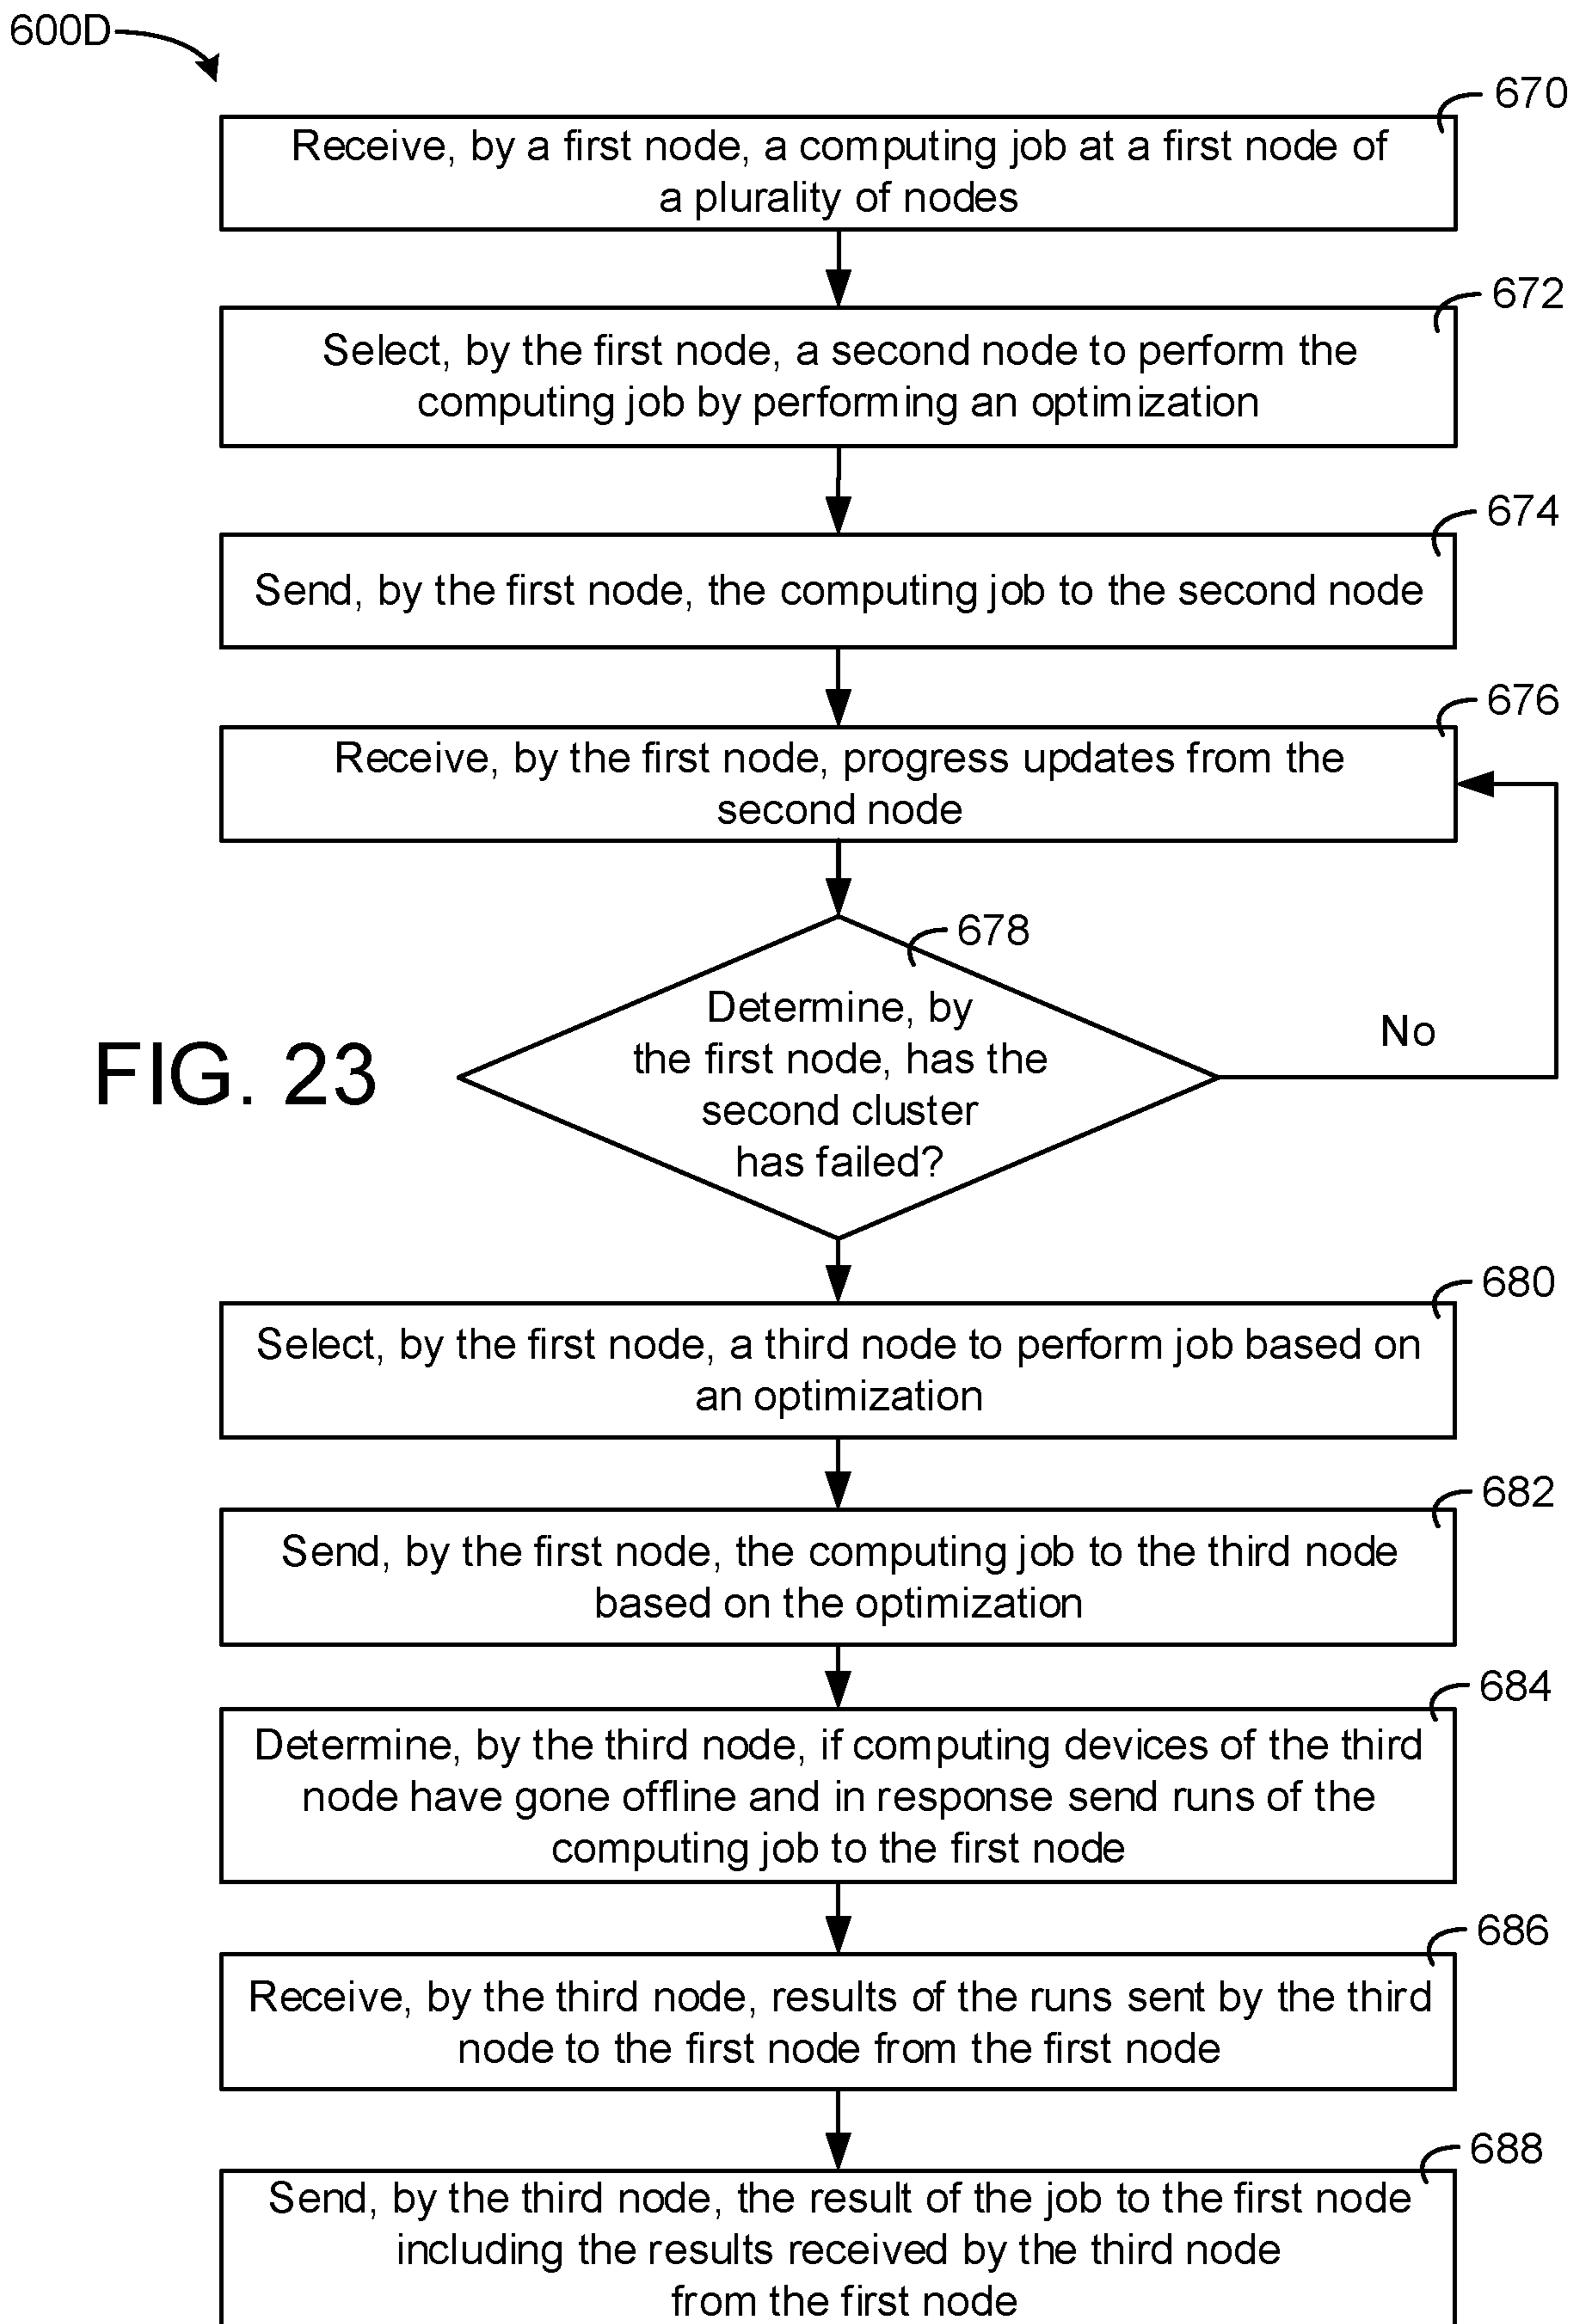 600D
670
Receive, by a first node, a computing job at a first node of
a plurality of nodes
672
Select, by the first node, a second node to perform the
computing job by performing an optimization
674
Send, by the first node, the computing job to the second node
676
Receive, by the first node, progress updates from the
second node
678
Determine, by
the first node, has the
second cluster
has failed?
No
FIG. 23
680
Select, by the first node, a third node to perform job based on
an optimization
682
Send, by the first node, the computing job to the third node
based on the optimization
684
Determine, by the third node, if computing devices of the third
node have gone offline and in response send runs of the
computing job to the first node
686
Receive, by the third node, results of the runs sent by the third
node to the first node from the first node
688
Send, by the third node, the result of the job to the first node
including the results received by the third node
from the first node